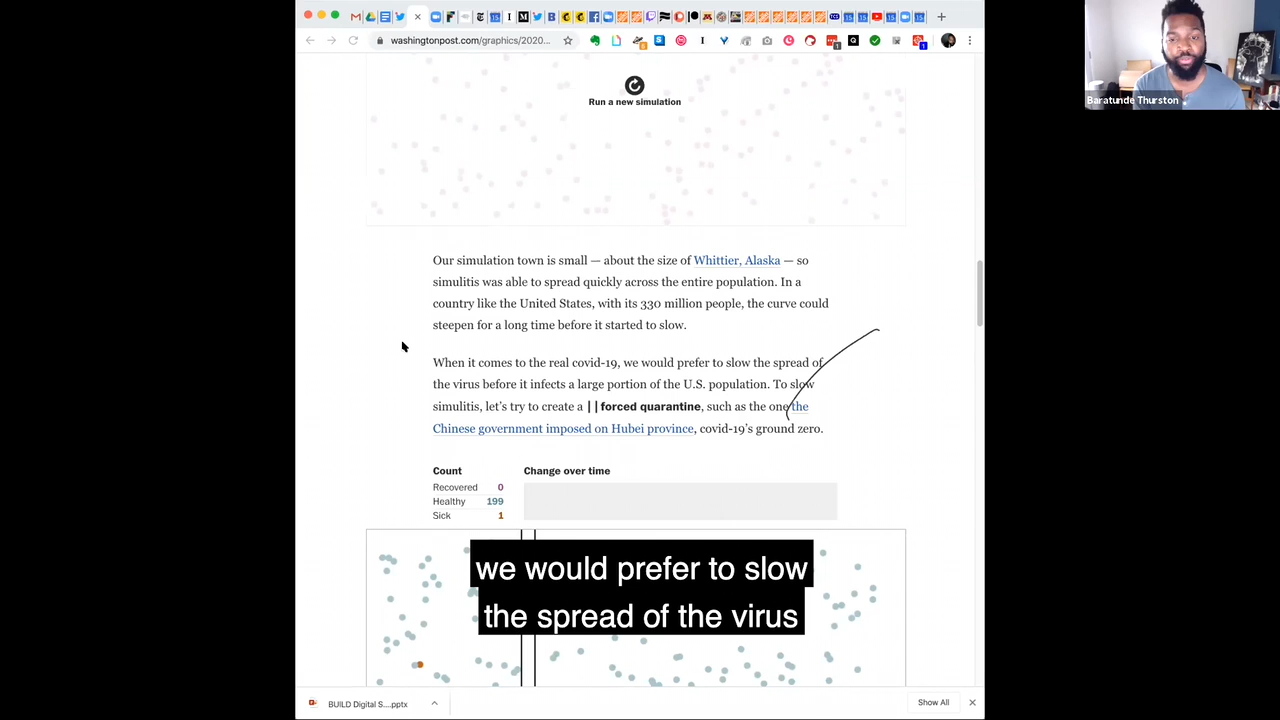 washingtonpost.com/graphics/2020...
Baratunde Thurston
Run a new simulation
Our simulation town is small — about the size of Whittier, Alaska — so
simulitis was able to spread quickly across the entire population. In a
country like the United States, with its 330 million people, the curve could
steepen for a long time before it started to slow.
When it comes to the real covid-19, we would prefer to slow the spread of
the virus before it infects a large portion of the U.S. population. To slow
simulitis, let's try to create a forced quarantine, such as the one the
Chinese government imposed on Hubei province, covid-19's ground zero.
Count Change over time
Recovered 0
Healthy 199
Sick 1
we would prefer to slow
the spread of the virus
BUILD Digital S....pptx
Show All